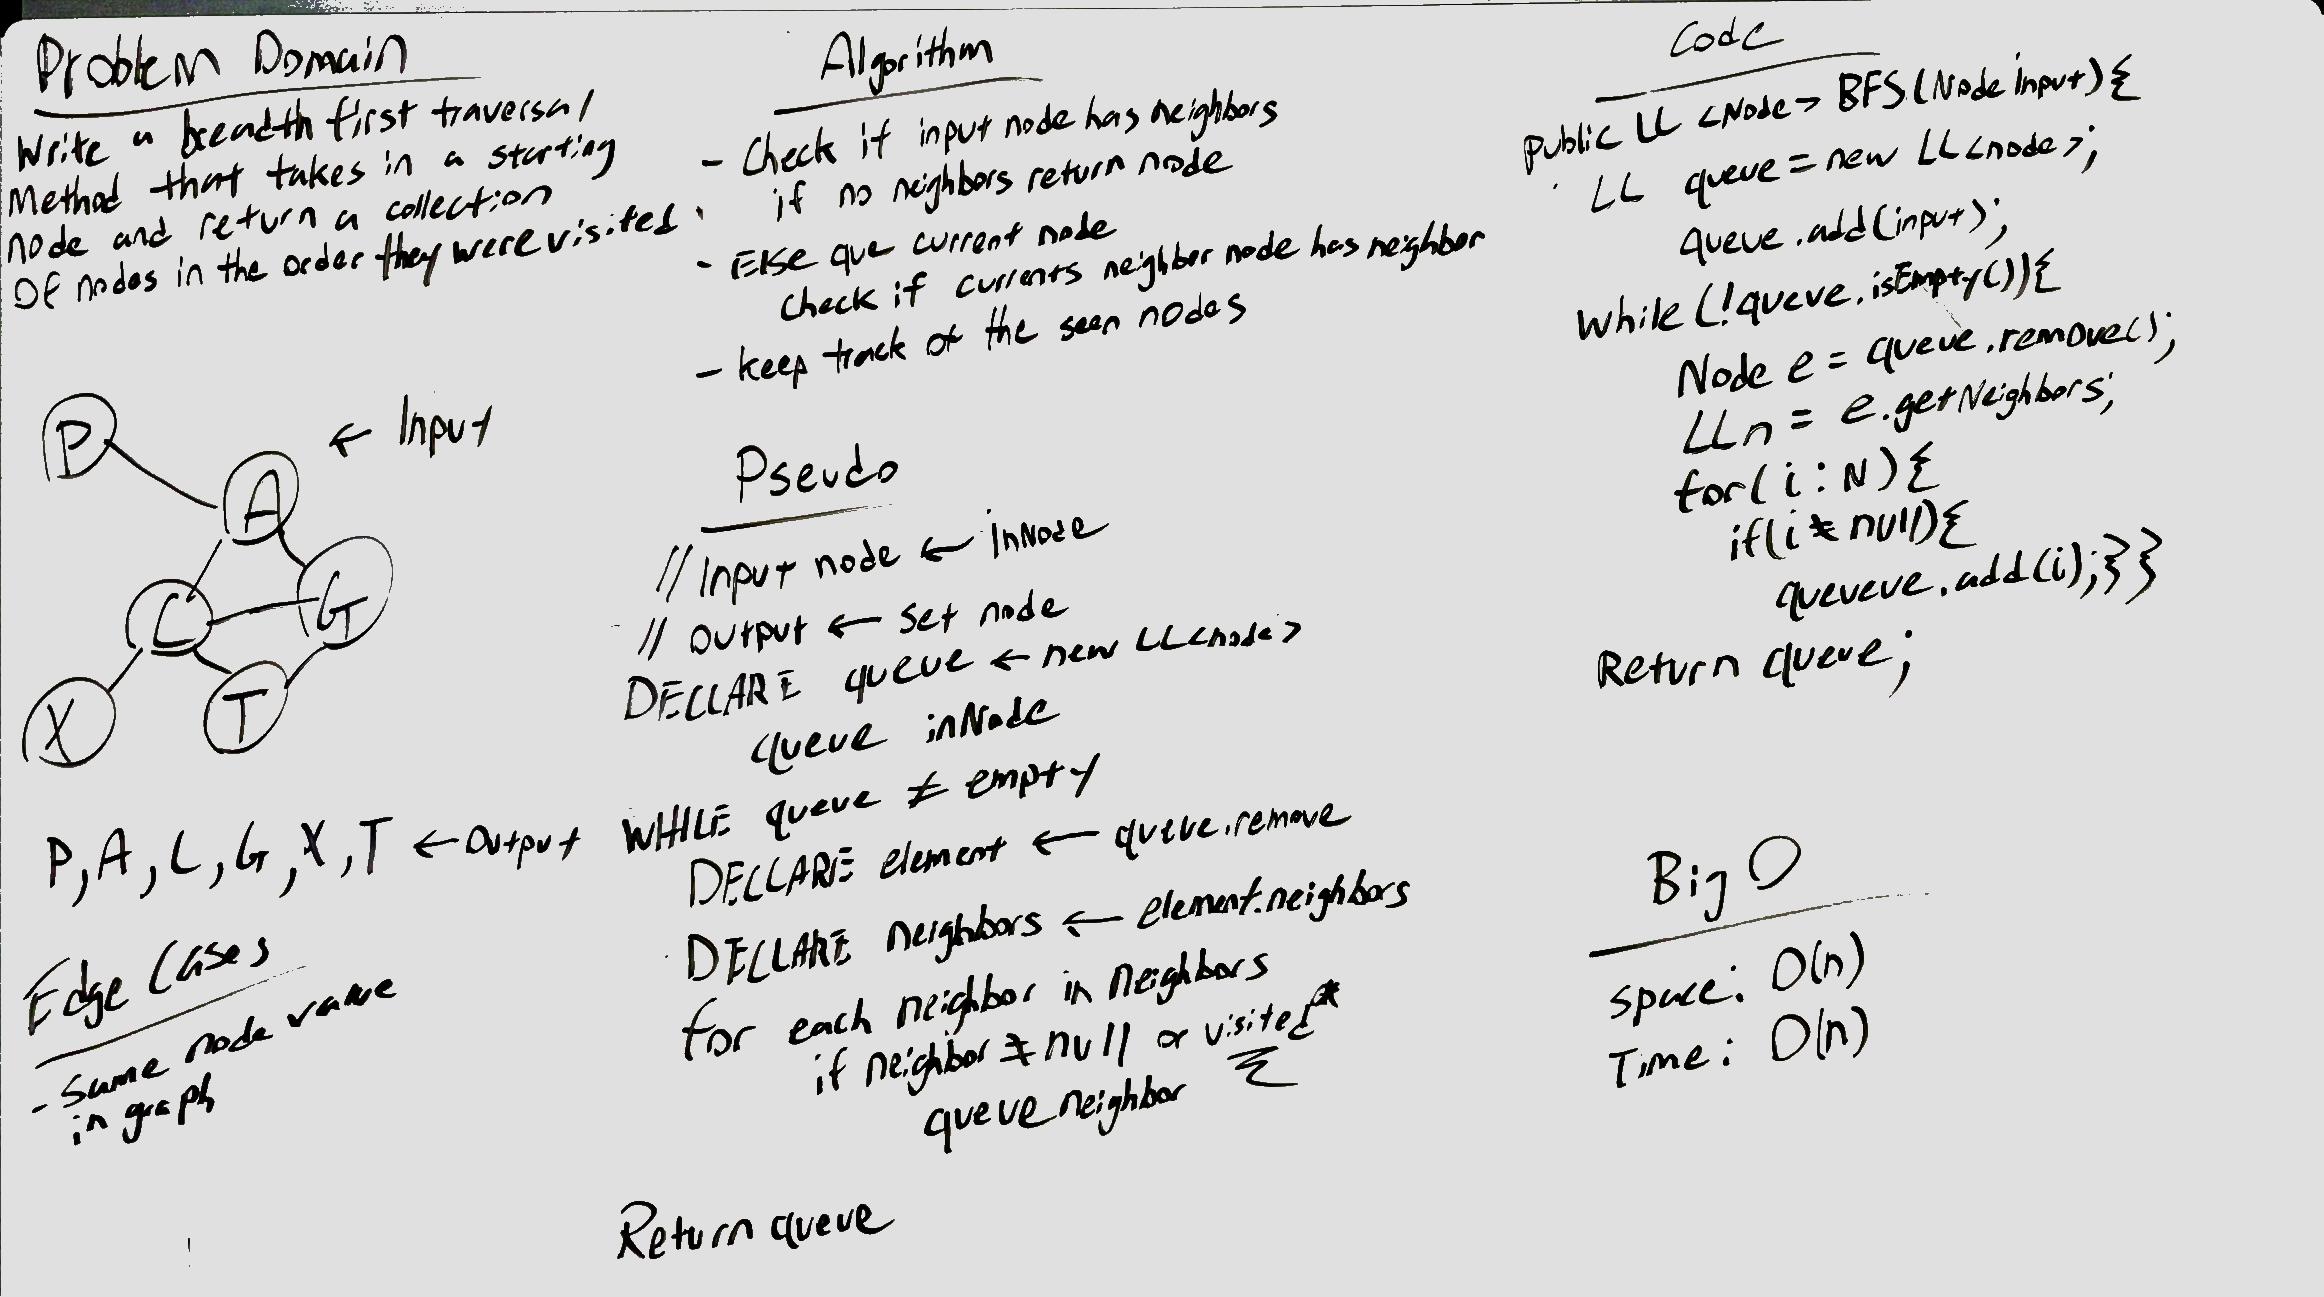 Problem Domain
Write a breadth first traversal
Method that takes in a starting
node and return a collection
Of nodes in the order they were visited
P
← Input
A
C
G
X
T
P, A, C, G, X, T ← Output
Edge Cases
- Same node value
in graph
Algorithm
- Check if input node has neighbors
if no neighbors return node
- Else que current node
Check if currents neighbor node has neighbor
- keep track of the seen nodes
Pseudo
// Input node ← InNode
// Output ← set node
DECLARE queue ← new LL<node>
queue inNode
WHILE queue ≠ empty
DECLARE element ← queue.remove
DECLARE neighbors ← element.neighbors
for each neighbor in neighbors
if neighbor ≠ null or visited*
queue neighbor
Return queue
Code
Public LL <Node> BFS(Node input){
LL queue = new LL<node>;
queue.add(input);
While(!queue.isEmpty()){
Node e = queue.remove();
LL n = e.getNeighbors;
for(i : N){
if(i ≠ null){
queueue.add(i);}}
Return queue;
Big O
space: O(n)
Time: O(n)